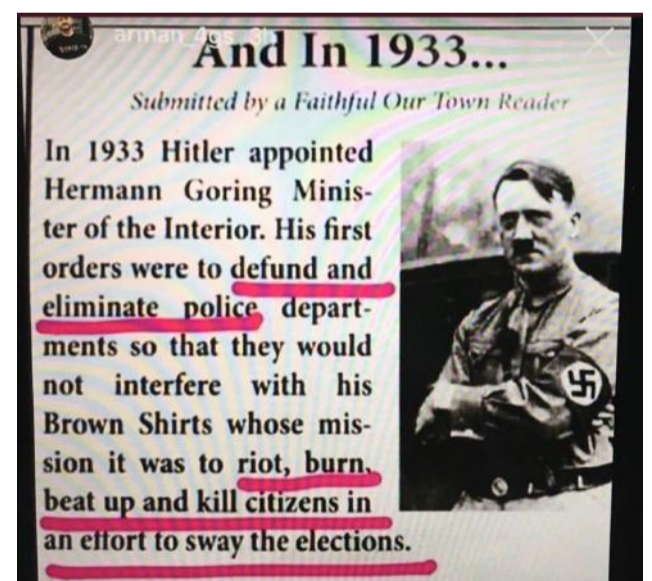 arman_4gs 3h
And In 1933...
Submitted by a Faithful Our Town Reader
In 1933 Hitler appointed
Hermann Goring Minis-
ter of the Interior. His first
orders were to defund and
eliminate police depart-
ments so that they would
not interfere with his
Brown Shirts whose mis-
sion it was to riot, burn,
beat up and kill citizens in
an effort to sway the elections.